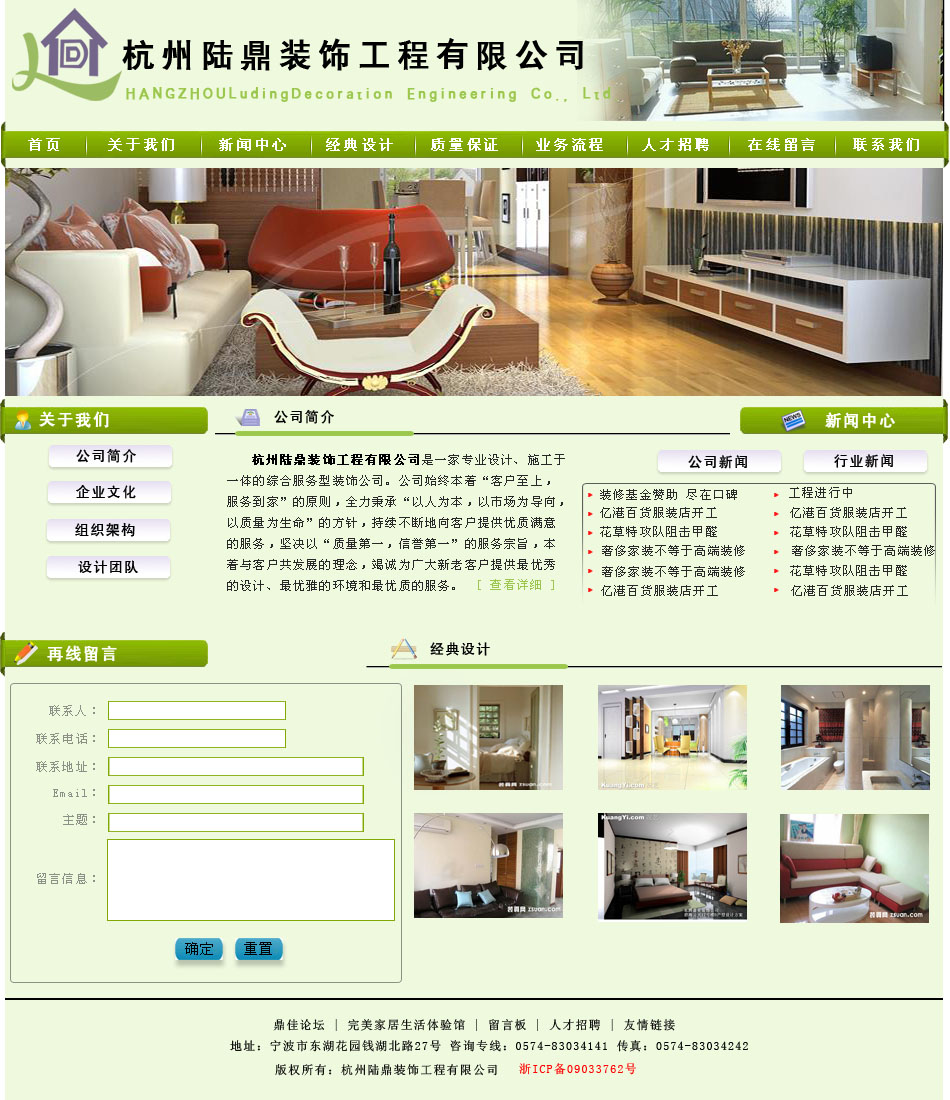 杭州陆鼎装饰工程有限公司
HANGZHOULudingDecoration Engineering Co., Ltd
首页 关于我们 新闻中心 经典设计 质量保证 业务流程 人才招聘 在线留言 联系我们
关于我们
公司简介
企业文化
组织架构
设计团队
公司简介
杭州陆鼎装饰工程有限公司是一家专业设计、施工于
一体的综合服务型装饰公司。公司始终本着“客户至上，
服务到家”的原则，全力秉承“以人为本，以市场为导向，
以质量为生命”的方针，持续不断地向客户提供优质满意
的服务，坚决以“质量第一，信誉第一”的服务宗旨，本
着与客户共发展的理念，竭诚为广大新老客户提供最优秀
的设计、最优雅的环境和最优质的服务。 [ 查看详细 ]
新闻中心
NEWS
公司新闻
装修基金赞助 尽在口碑
亿港百货服装店开工
花草特攻队阻击甲醛
奢侈家装不等于高端装修
奢侈家装不等于高端装修
亿港百货服装店开工
行业新闻
工程进行中
亿港百货服装店开工
花草特攻队阻击甲醛
奢侈家装不等于高端装修
花草特攻队阻击甲醛
亿港百货服装店开工
再线留言
联系人：
联系电话：
联系地址：
Email：
主题：
留言信息：
确定 重置
经典设计
KuangYi.com
KuangYi.com
鼎佳论坛 | 完美家居生活体验馆 | 留言板 | 人才招聘 | 友情链接
地址：宁波市东湖花园钱湖北路27号 咨询专线：0574-83034141 传真：0574-83034242
版权所有：杭州陆鼎装饰工程有限公司 浙ICP备09033762号